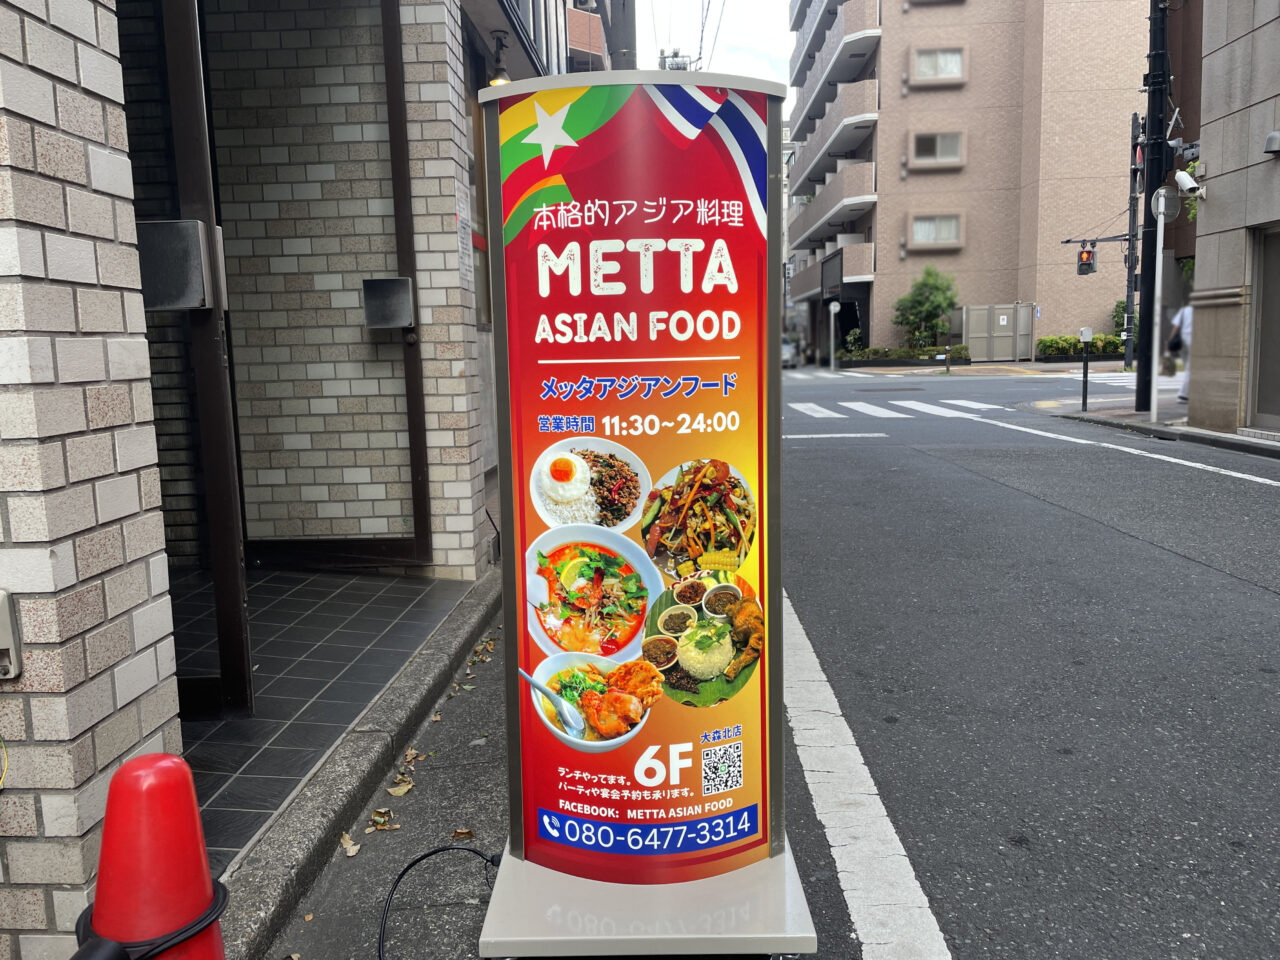 本格的アジア料理
METTA
ASIAN FOOD
メッタアジアンフード
営業時間 11:30~24:00
大森北店
6F
ランチやってます。
パーティや宴会予約も承ります。
FACEBOOK: METTA ASIAN FOOD
080-6477-3314